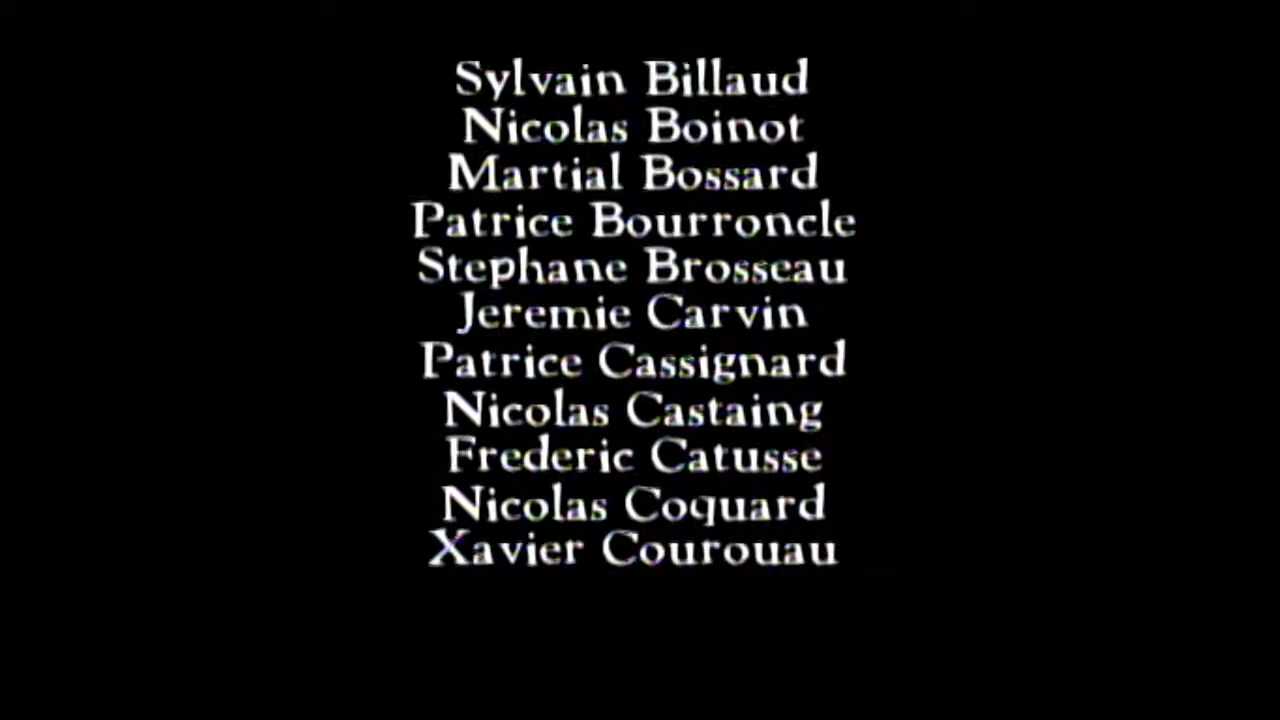 Sylvain Billaud
Nicolas Boinot
Martial Bossard
Patrice Bourroncle
Stephane Brosseau
Jeremie Carvin
Patrice Cassignard
Nicolas Castaing
Frederic Catusse
Nicolas Coquard
Xavier Courouau